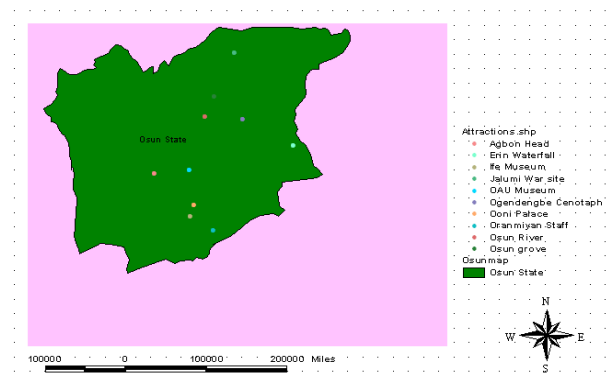 Osun State
Attractions.shp
Agbon Head
Erin Waterfall
Ife Museum
Jalumi War site
OAU Museum
Ogendengbe Cenotaph
Ooni Palace
Oranmiyan Staff
Osun River
Osun grove
Osunmap
Osun State
N
W
E
S
100000 0 100000 200000 Miles